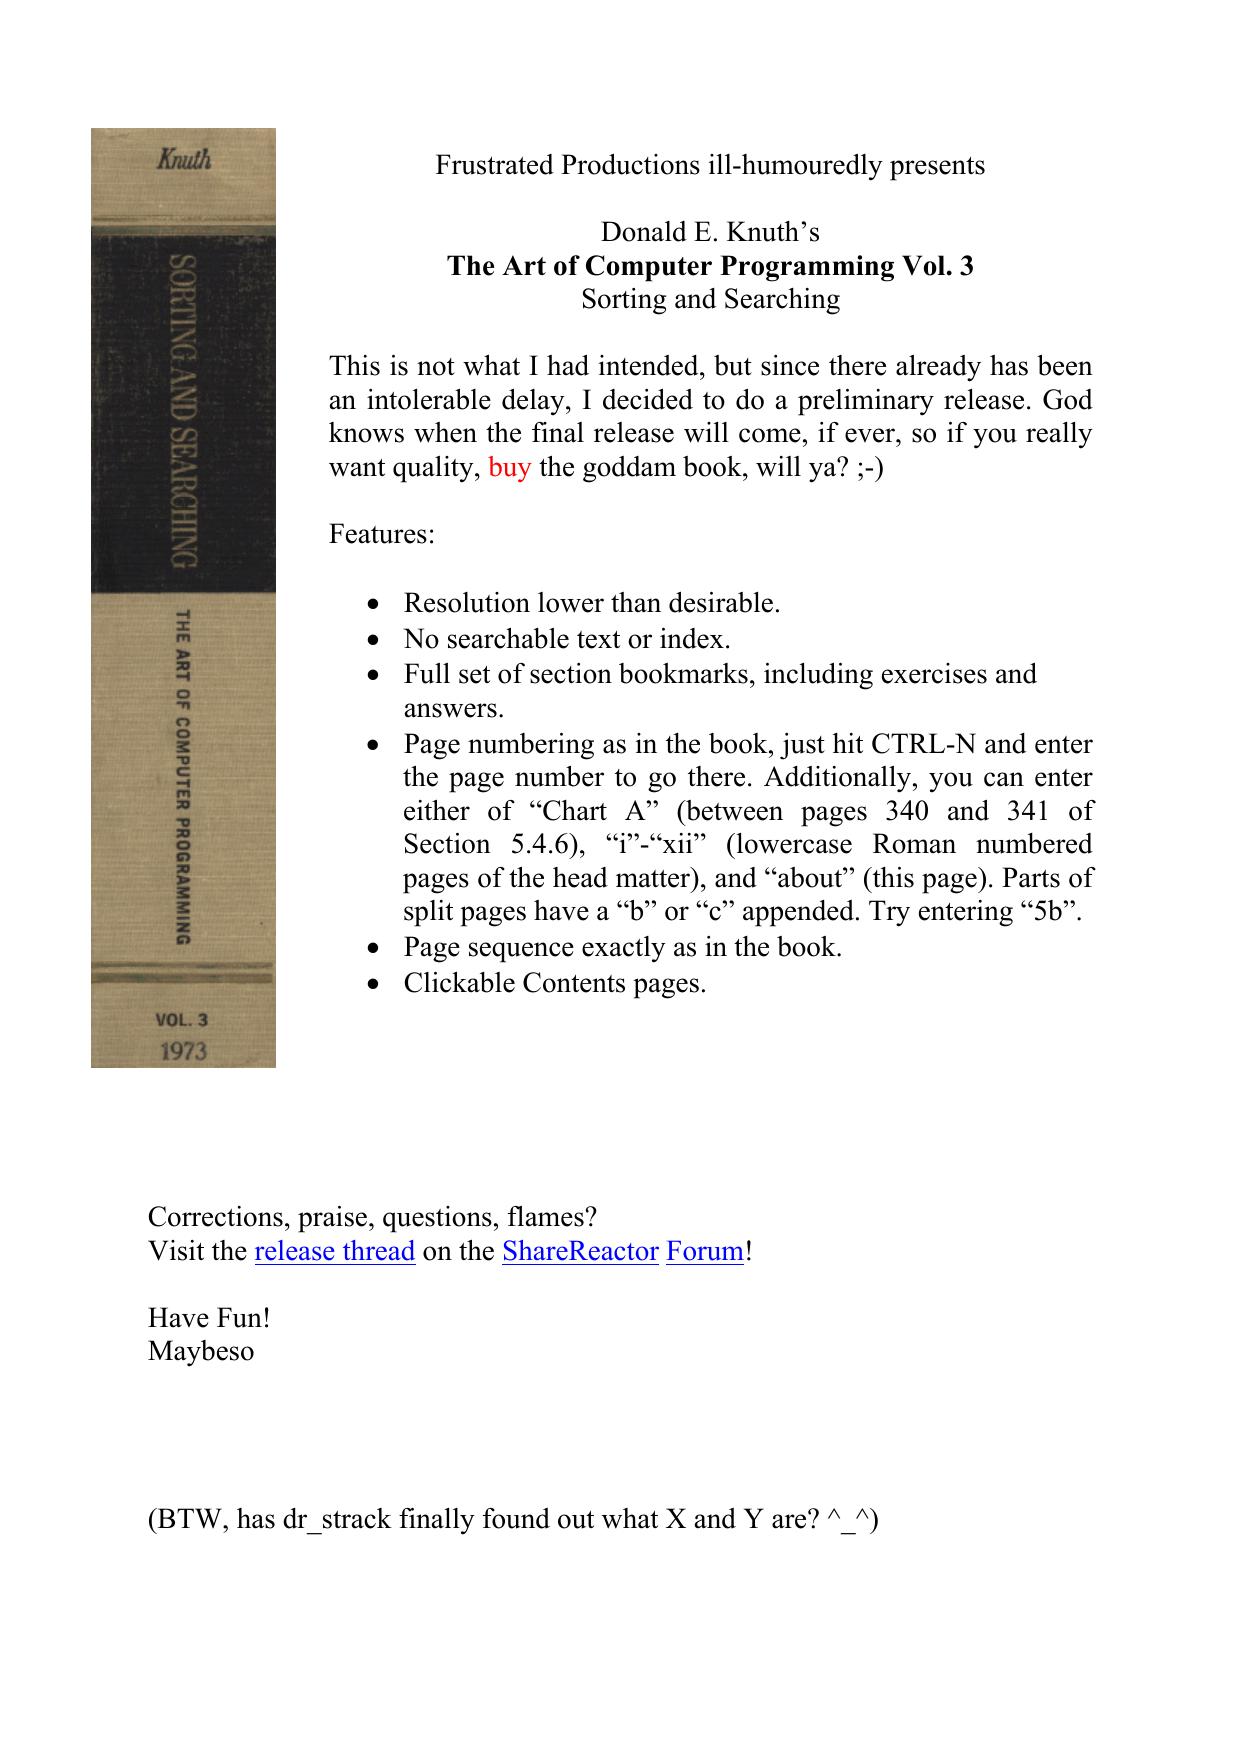 Knuth
SORTING AND SEARCHING
THE ART OF COMPUTER PROGRAMMING
VOL. 3
1973
Frustrated Productions ill-humouredly presents
Donald E. Knuth’s
The Art of Computer Programming Vol. 3
Sorting and Searching
This is not what I had intended, but since there already has been
an intolerable delay, I decided to do a preliminary release. God
knows when the final release will come, if ever, so if you really
want quality, buy the goddam book, will ya? ;-)
Features:
• Resolution lower than desirable.
• No searchable text or index.
• Full set of section bookmarks, including exercises and
answers.
• Page numbering as in the book, just hit CTRL-N and enter
the page number to go there. Additionally, you can enter
either of “Chart A” (between pages 340 and 341 of
Section 5.4.6), “i”-“xii” (lowercase Roman numbered
pages of the head matter), and “about” (this page). Parts of
split pages have a “b” or “c” appended. Try entering “5b”.
• Page sequence exactly as in the book.
• Clickable Contents pages.
Corrections, praise, questions, flames?
Visit the release thread on the ShareReactor Forum!
Have Fun!
Maybeso
(BTW, has dr_strack finally found out what X and Y are? ^_^)